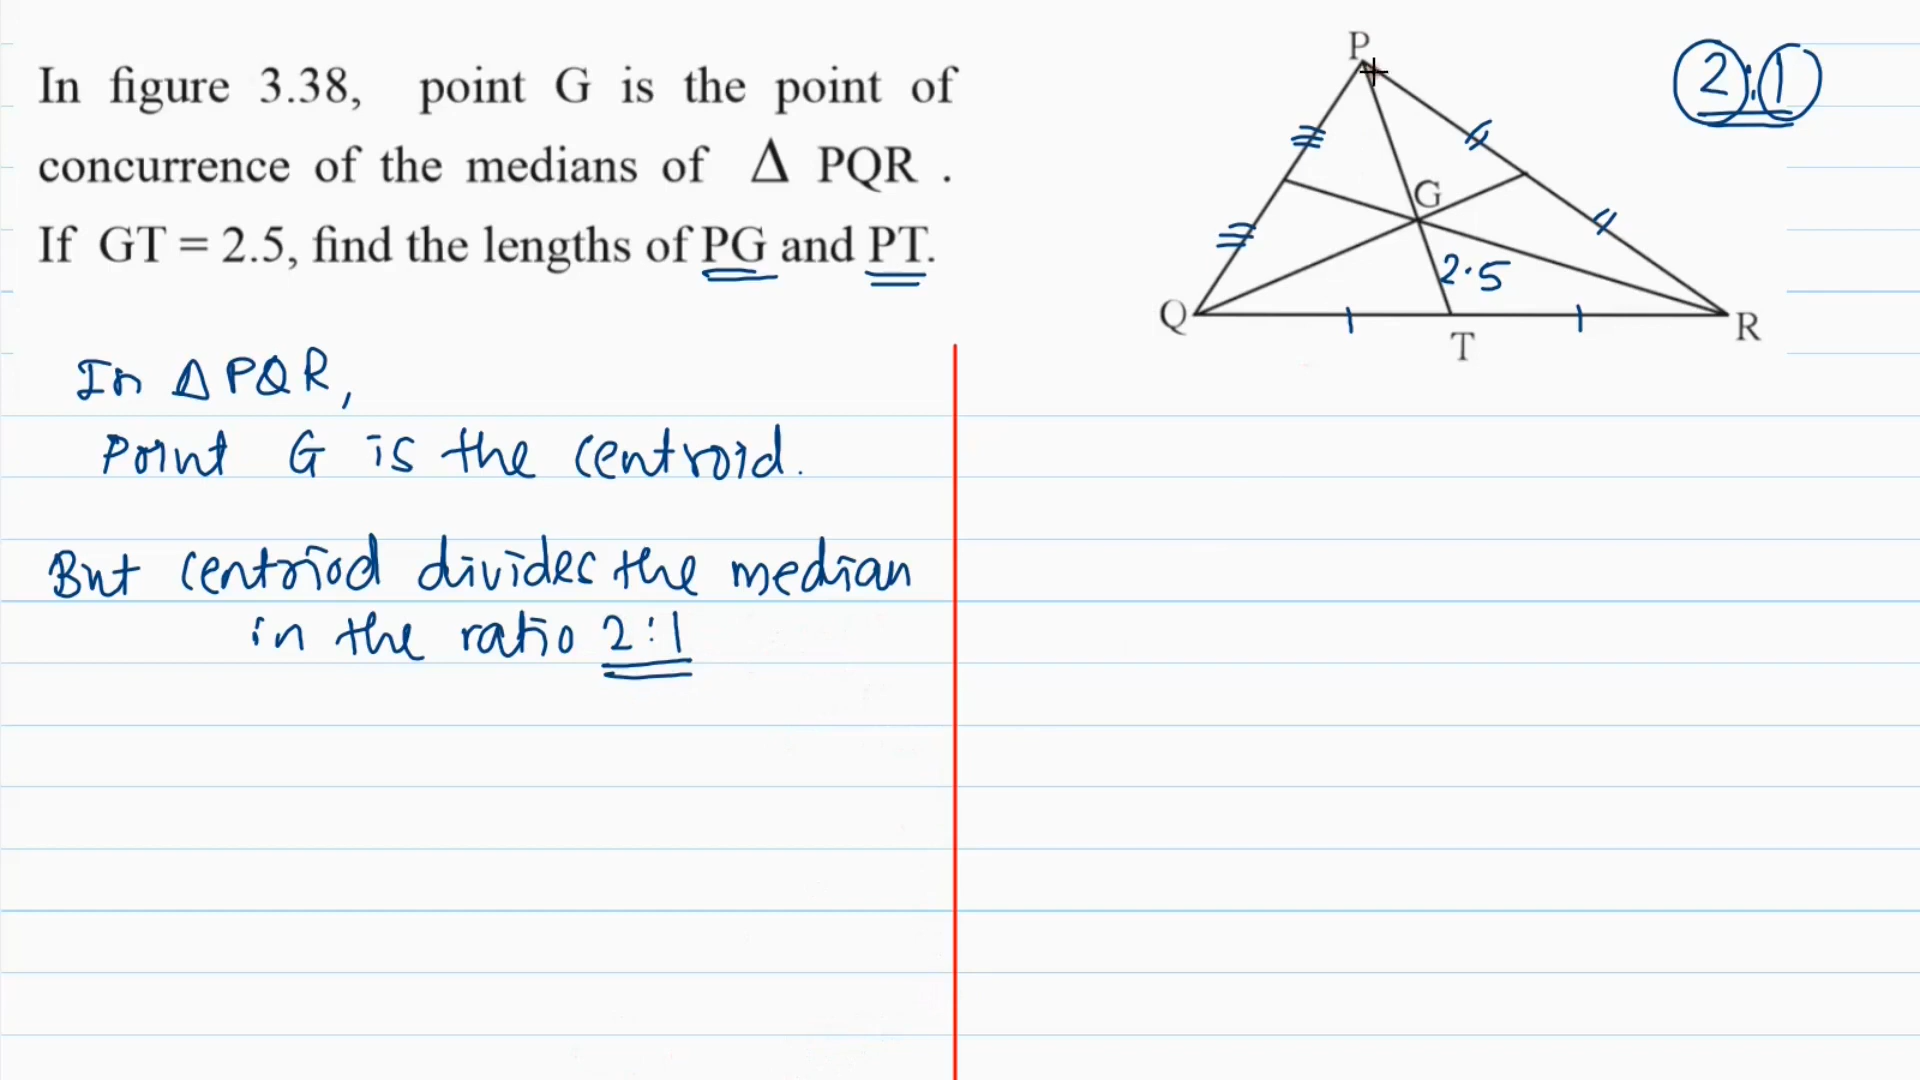 In figure 3.38, point G is the point of
concurrence of the medians of Δ PQR .
If GT = 2.5, find the lengths of PG and PT.
P
2:1
G
2.5
Q
T
R
In Δ PQR,
Point G is the centroid.
But centriod divides the median
in the ratio 2:1